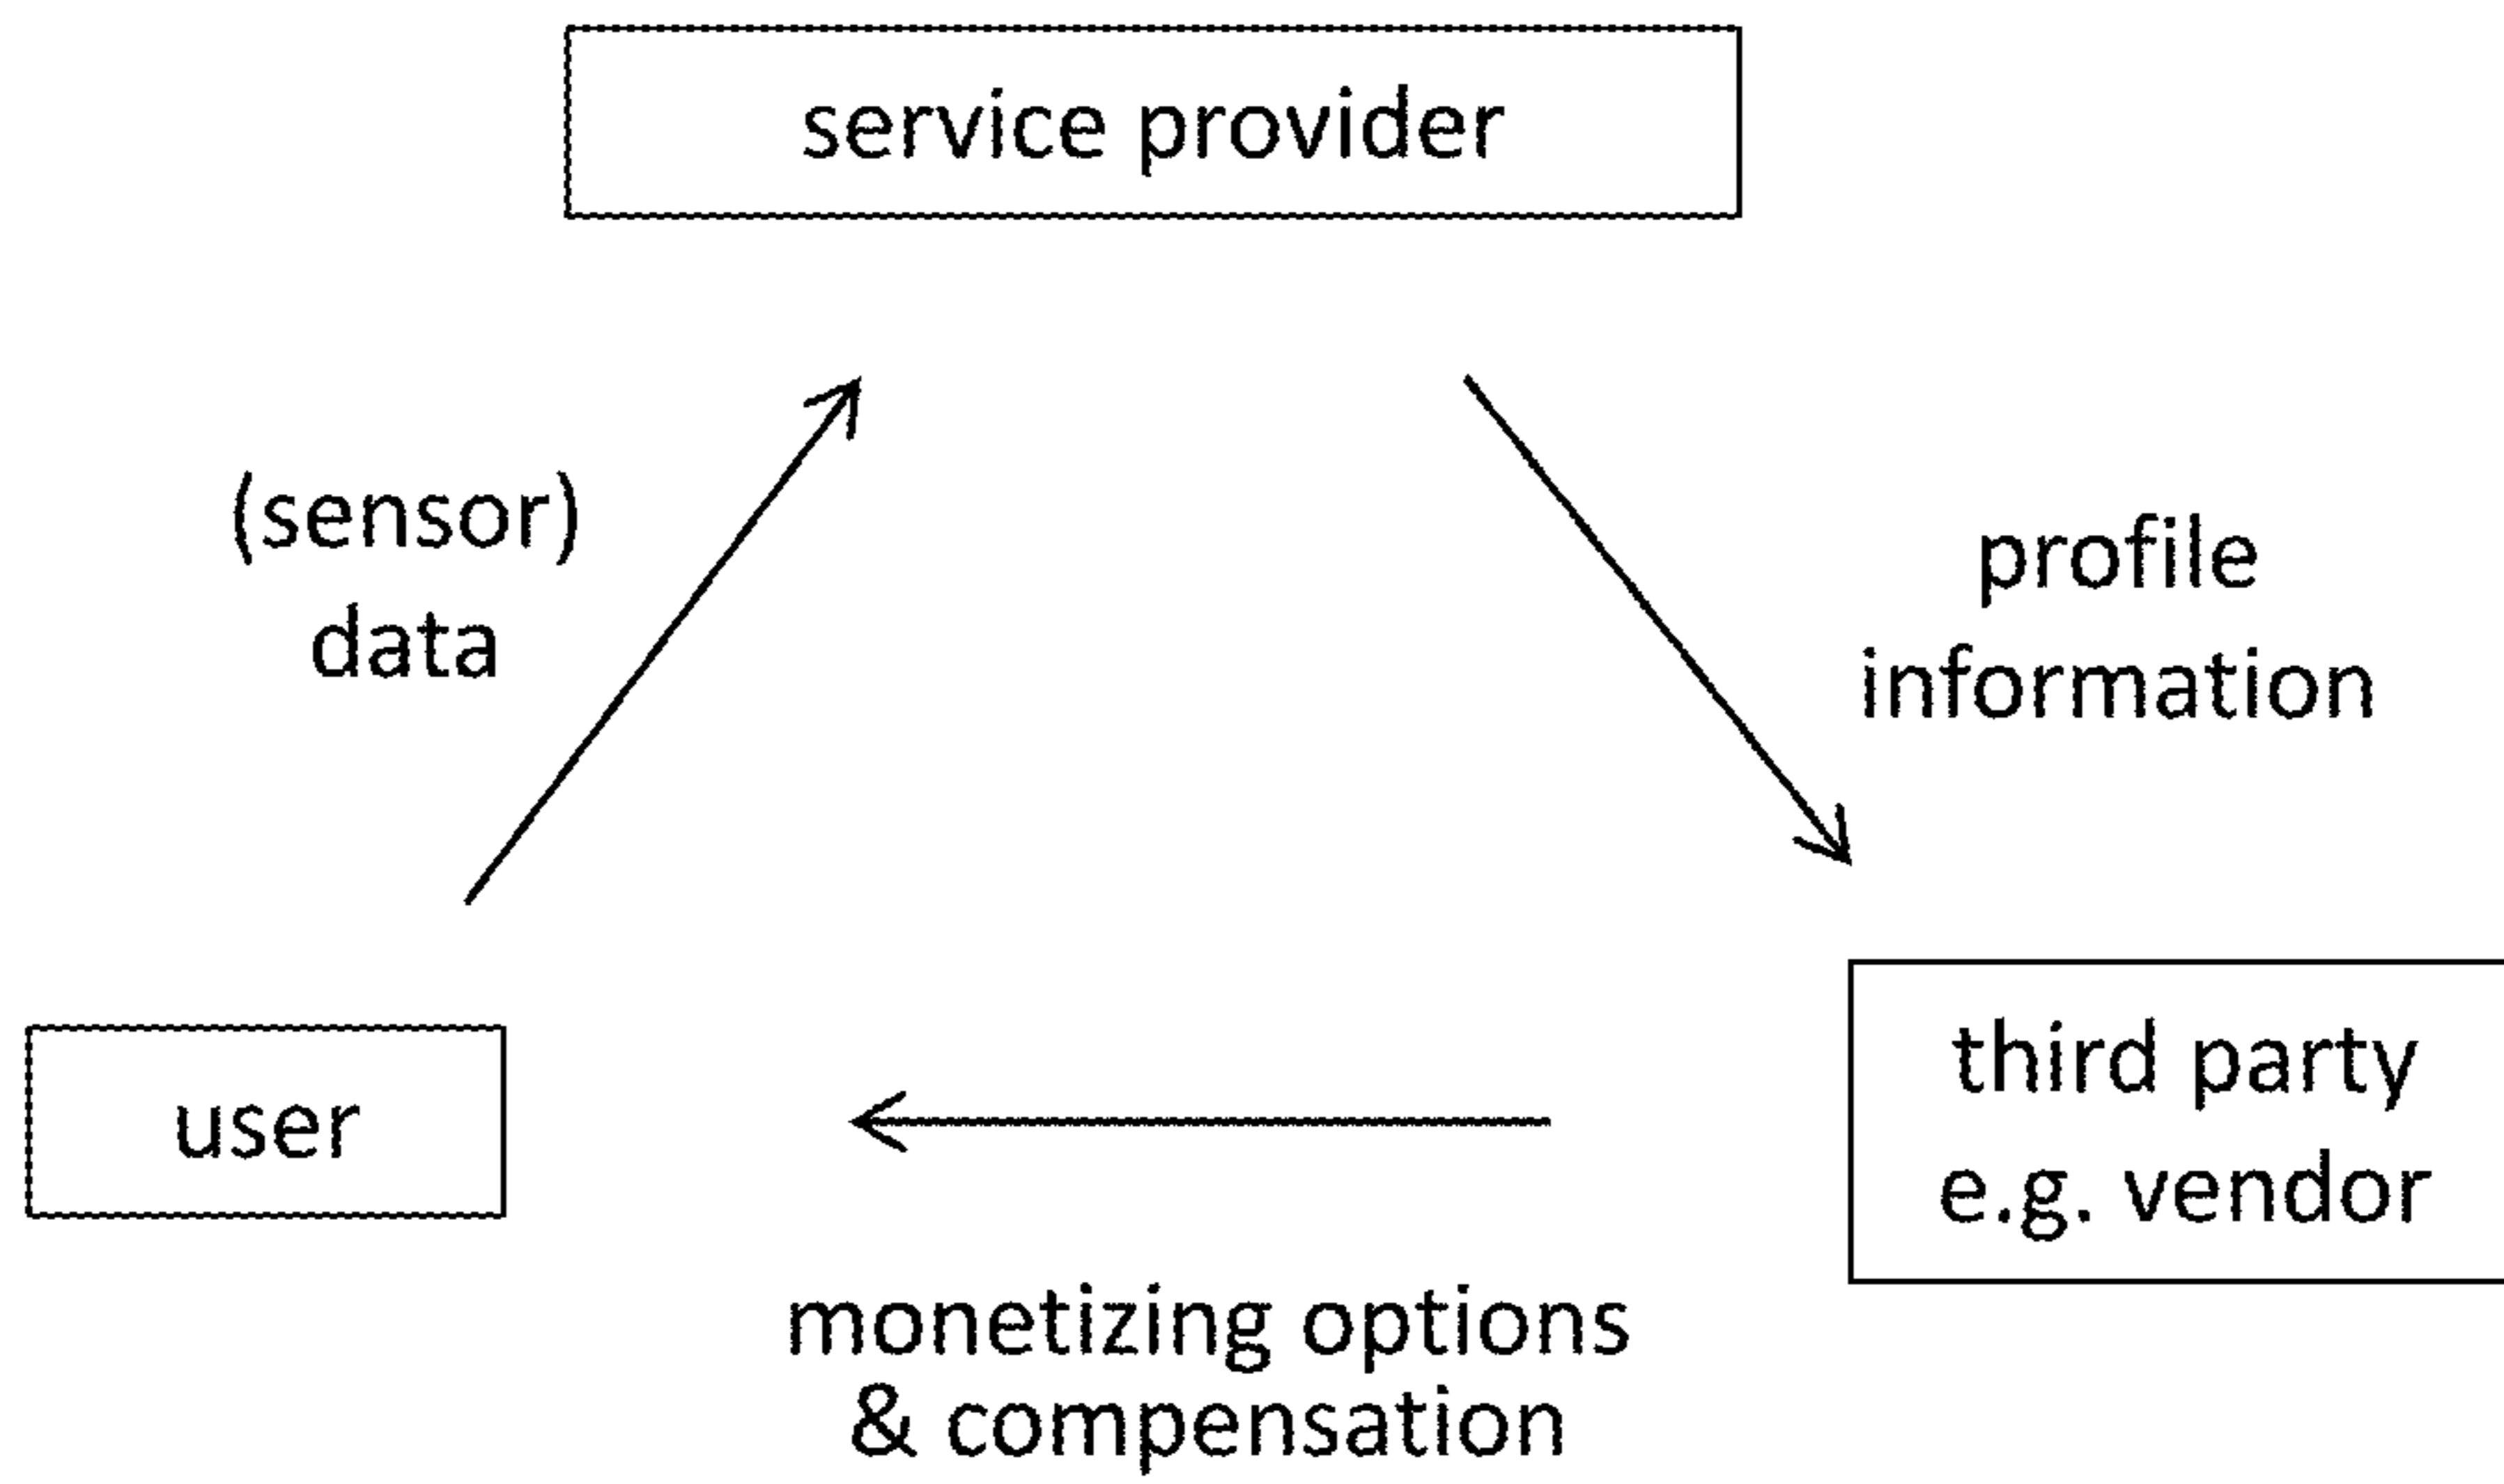 service provider
(sensor)
data
profile
information
user
third party
e.g. vendor
monetizing options
& compensation